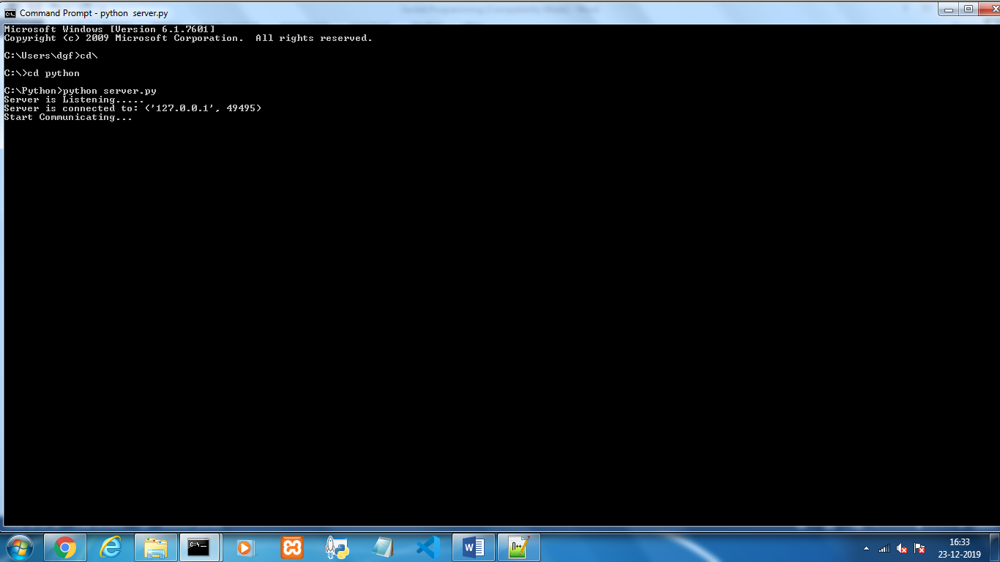 Command Prompt - python  server.py
Microsoft Windows [Version 6.1.7601]
Copyright (c) 2009 Microsoft Corporation.  All rights reserved.
C:\Users\dgf>cd\
C:\>cd python
C:\Python>python server.py
Server is Listening.....
Server is connected to: ('127.0.0.1', 49495)
Start Communicating...
16:33
23-12-2019